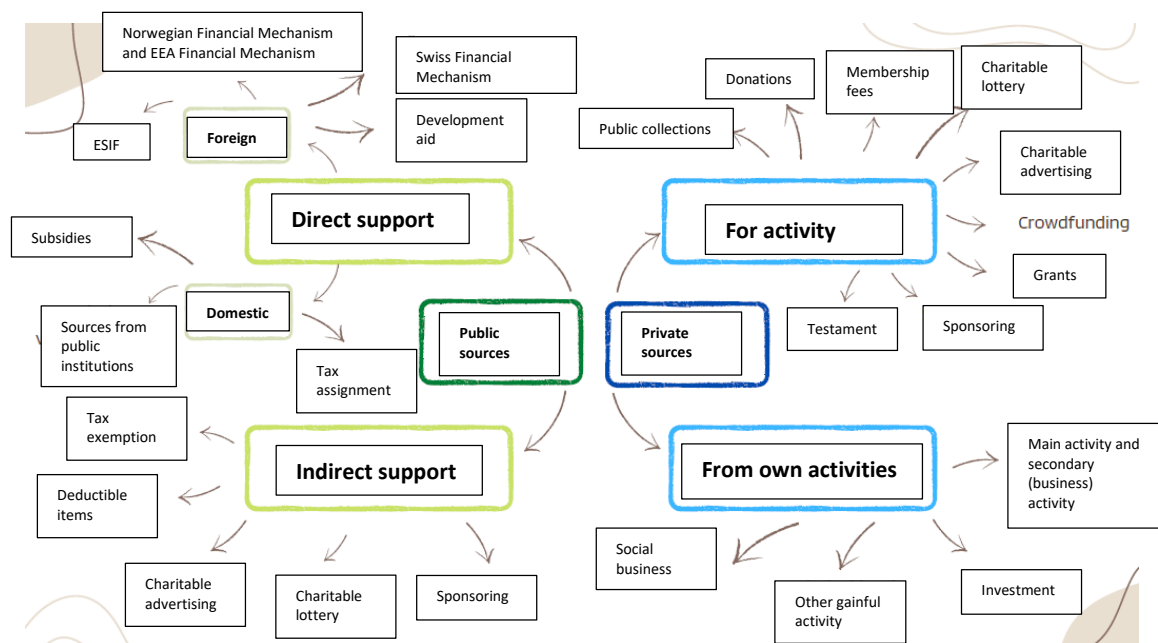 Norwegian Financial Mechanism
and EEA Financial Mechanism
Swiss Financial
Mechanism
Development
aid
ESIF
Foreign
Direct support
Subsidies
Domestic
Sources from
public
institutions
Tax
assignment
Public
sources
Tax
exemption
Indirect support
Deductible
items
Charitable
advertising
Charitable
lottery
Sponsoring
Donations
Membership
fees
Charitable
lottery
Public collections
Charitable
advertising
For activity
Crowdfunding
Grants
Testament
Sponsoring
Private
sources
From own activities
Main activity and
secondary
(business)
activity
Social
business
Other gainful
activity
Investment